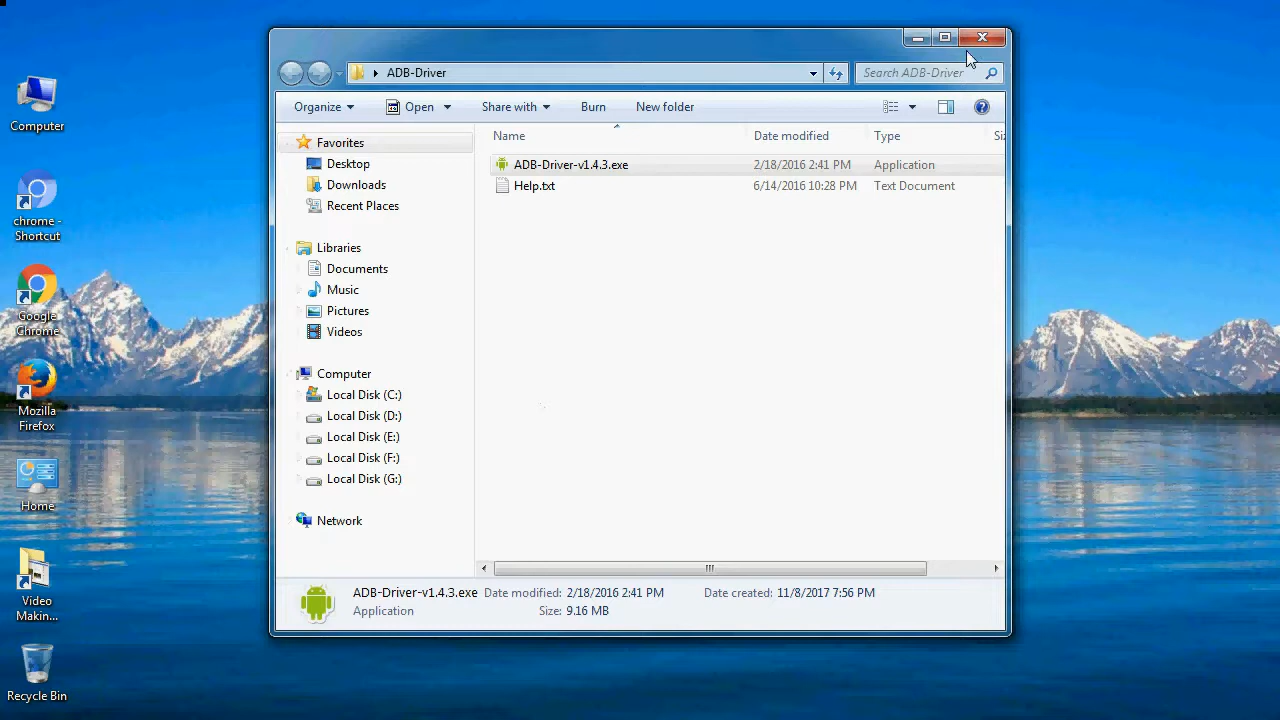 Computer
chrome -
Shortcut
Google
Chrome
Mozilla
Firefox
Home
Video
Makin...
Recycle Bin
ADB-Driver
Search ADB-Driver
Organize
Open
Share with
Burn
New folder
Favorites
Desktop
Downloads
Recent Places
Libraries
Documents
Music
Pictures
Videos
Computer
Local Disk (C:)
Local Disk (D:)
Local Disk (E:)
Local Disk (F:)
Local Disk (G:)
Network
Name Date modified Type Si
ADB-Driver-v1.4.3.exe 2/18/2016 2:41 PM Application
Help.txt 6/14/2016 10:28 PM Text Document
ADB-Driver-v1.4.3.exe Date modified: 2/18/2016 2:41 PM Date created: 11/8/2017 7:56 PM
Application Size: 9.16 MB